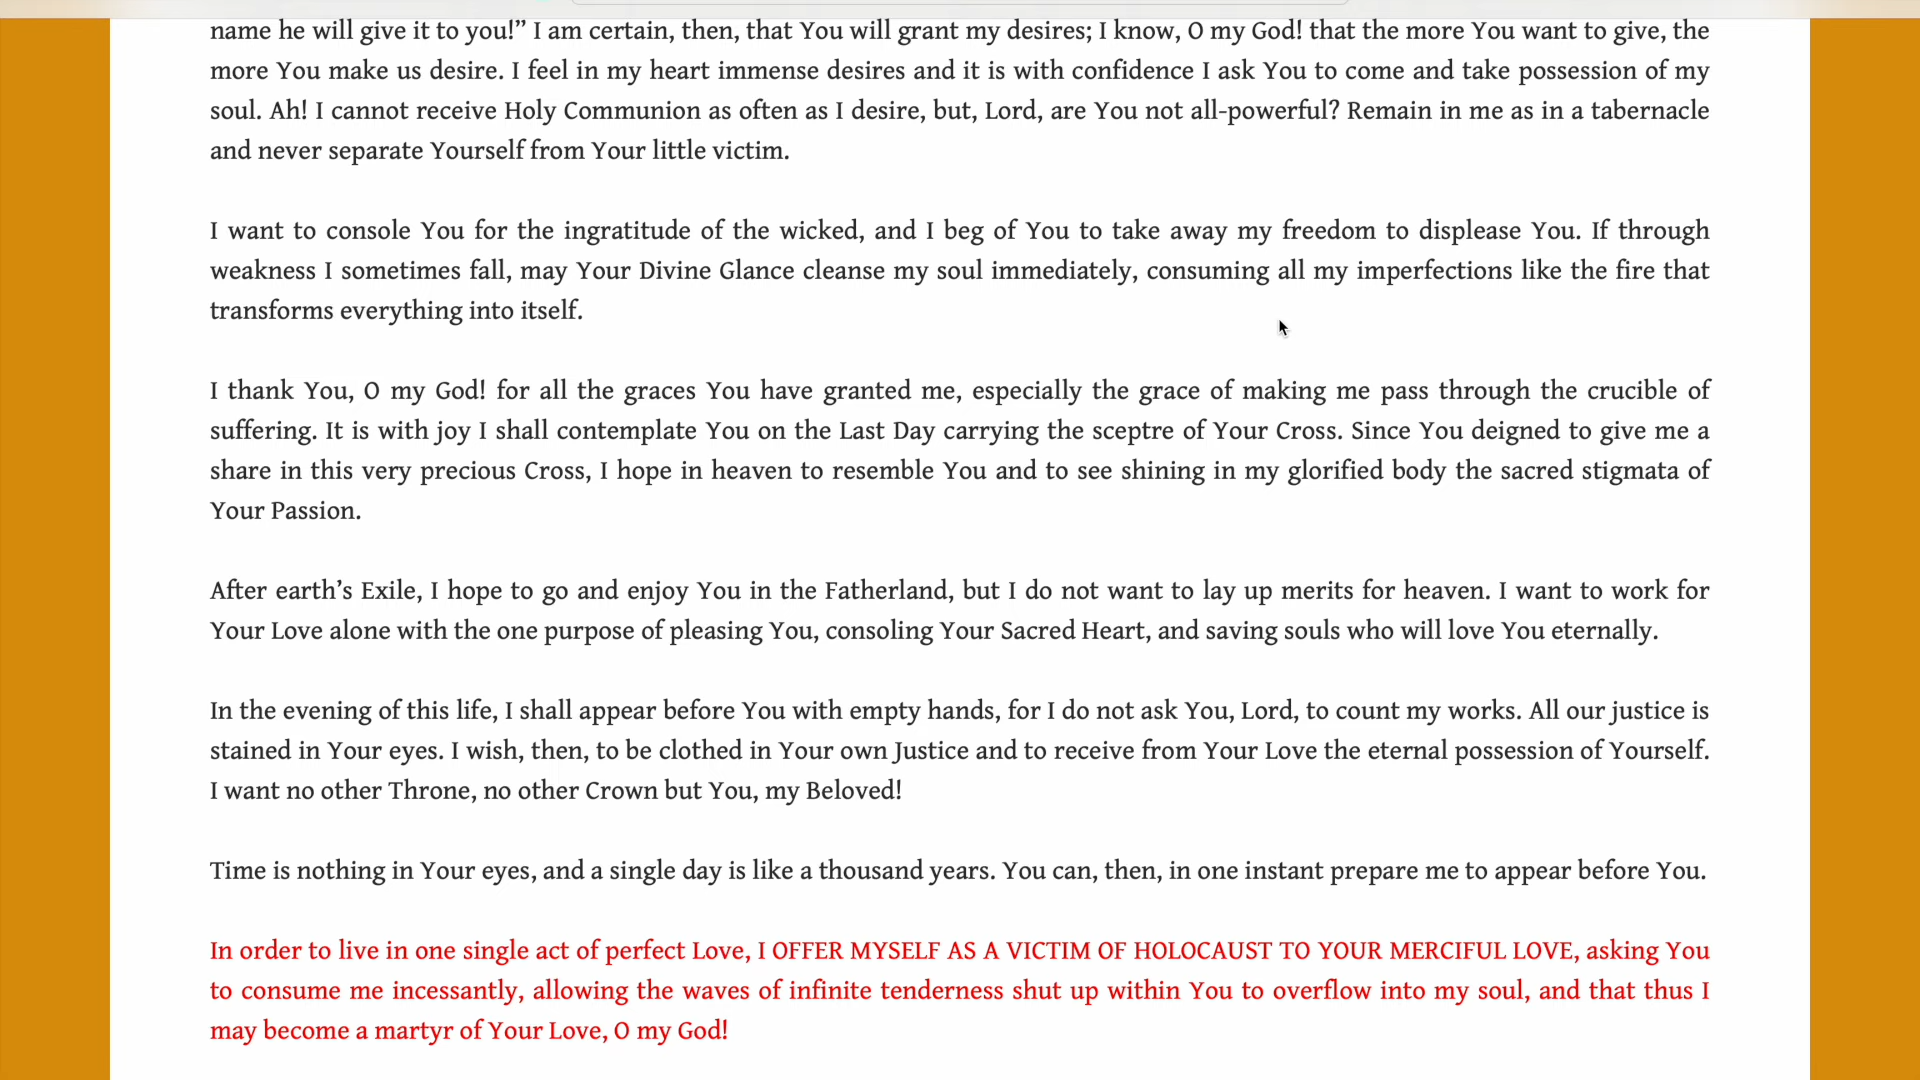 name he will give it to you!” I am certain, then, that You will grant my desires; I know, O my God! that the more You want to give, the
more You make us desire. I feel in my heart immense desires and it is with confidence I ask You to come and take possession of my
soul. Ah! I cannot receive Holy Communion as often as I desire, but, Lord, are You not all-powerful? Remain in me as in a tabernacle
and never separate Yourself from Your little victim.
I want to console You for the ingratitude of the wicked, and I beg of You to take away my freedom to displease You. If through
weakness I sometimes fall, may Your Divine Glance cleanse my soul immediately, consuming all my imperfections like the fire that
transforms everything into itself.
I thank You, O my God! for all the graces You have granted me, especially the grace of making me pass through the crucible of
suffering. It is with joy I shall contemplate You on the Last Day carrying the sceptre of Your Cross. Since You deigned to give me a
share in this very precious Cross, I hope in heaven to resemble You and to see shining in my glorified body the sacred stigmata of
Your Passion.
After earth’s Exile, I hope to go and enjoy You in the Fatherland, but I do not want to lay up merits for heaven. I want to work for
Your Love alone with the one purpose of pleasing You, consoling Your Sacred Heart, and saving souls who will love You eternally.
In the evening of this life, I shall appear before You with empty hands, for I do not ask You, Lord, to count my works. All our justice is
stained in Your eyes. I wish, then, to be clothed in Your own Justice and to receive from Your Love the eternal possession of Yourself.
I want no other Throne, no other Crown but You, my Beloved!
Time is nothing in Your eyes, and a single day is like a thousand years. You can, then, in one instant prepare me to appear before You.
In order to live in one single act of perfect Love, I OFFER MYSELF AS A VICTIM OF HOLOCAUST TO YOUR MERCIFUL LOVE, asking You
to consume me incessantly, allowing the waves of infinite tenderness shut up within You to overflow into my soul, and that thus I
may become a martyr of Your Love, O my God!